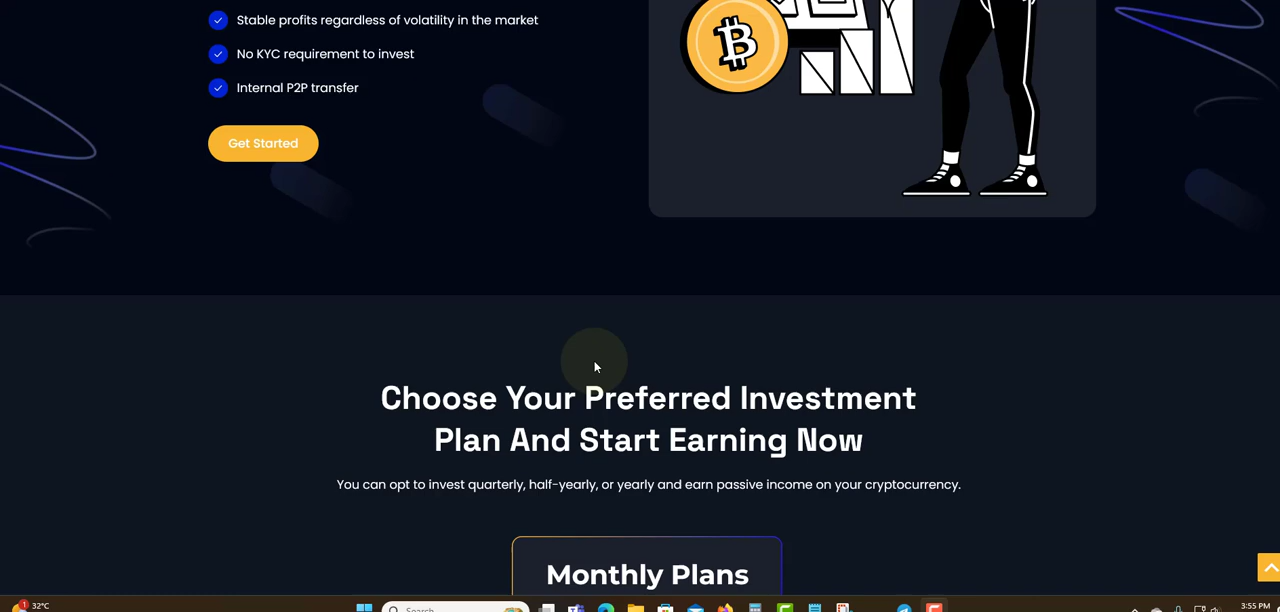 Stable profits regardless of volatility in the market
No KYC requirement to invest
Internal P2P transfer
Get Started
Choose Your Preferred Investment
Plan And Start Earning Now
You can opt to invest quarterly, half-yearly, or yearly and earn passive income on your cryptocurrency.
Monthly Plans
1
32°C
Search
3:55 PM